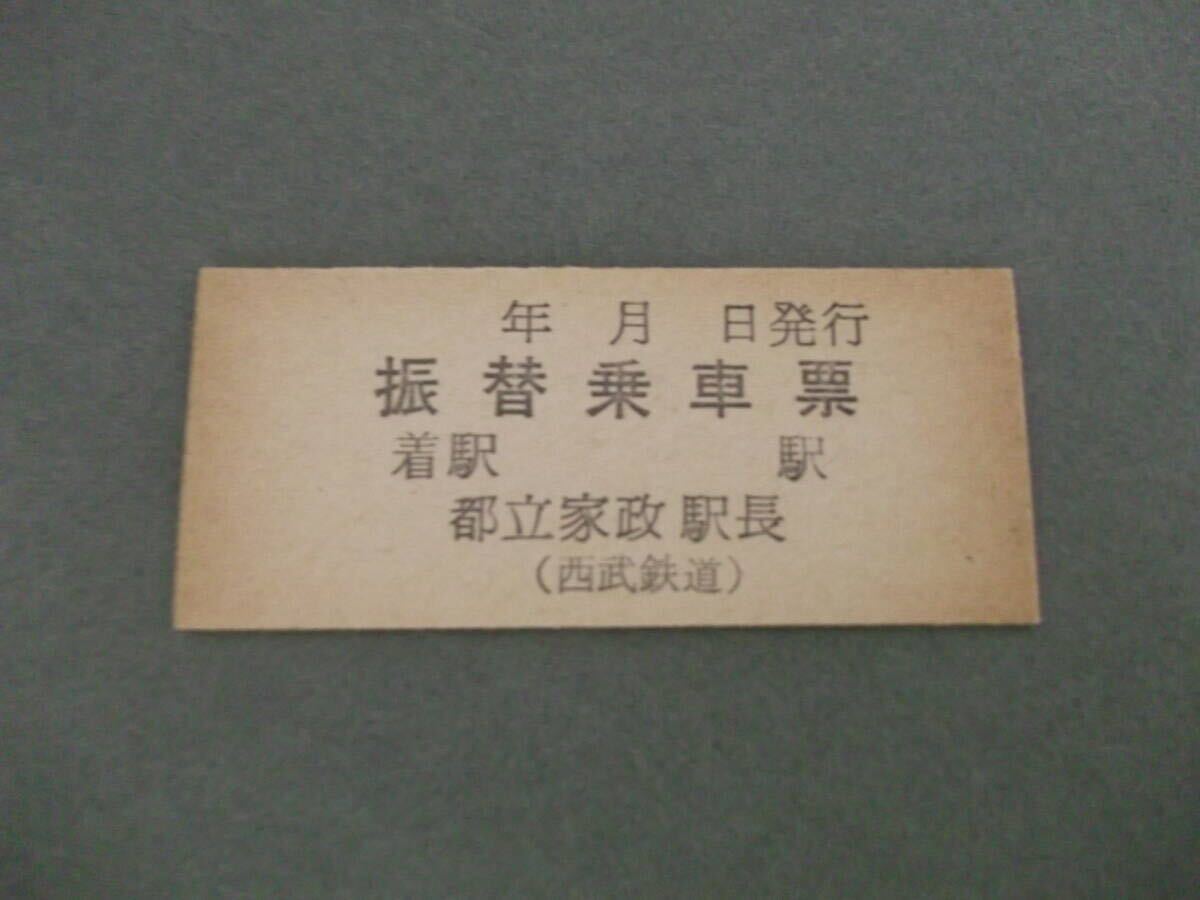 年 月 日発行
振替乗車票
着駅 駅
都立家政駅長
（西武鉄道）